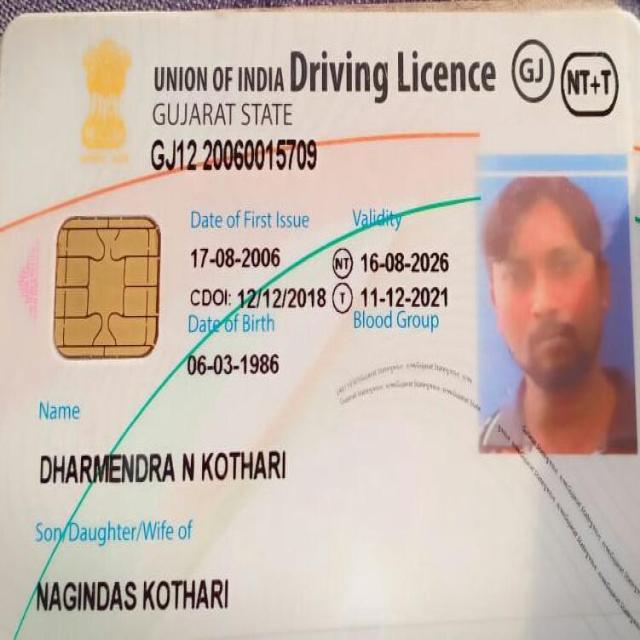 UNION OF INDIA Driving Licence GJ NT+T
GUJARAT STATE
GJ12 20060015709
Date of First Issue Validity
17-08-2006 NT 16-08-2026
CDOI: 12/12/2018 T 11-12-2021
Date of Birth Blood Group
06-03-1986
Name
DHARMENDRA N KOTHARI
Son/Daughter/Wife of
NAGINDAS KOTHARI